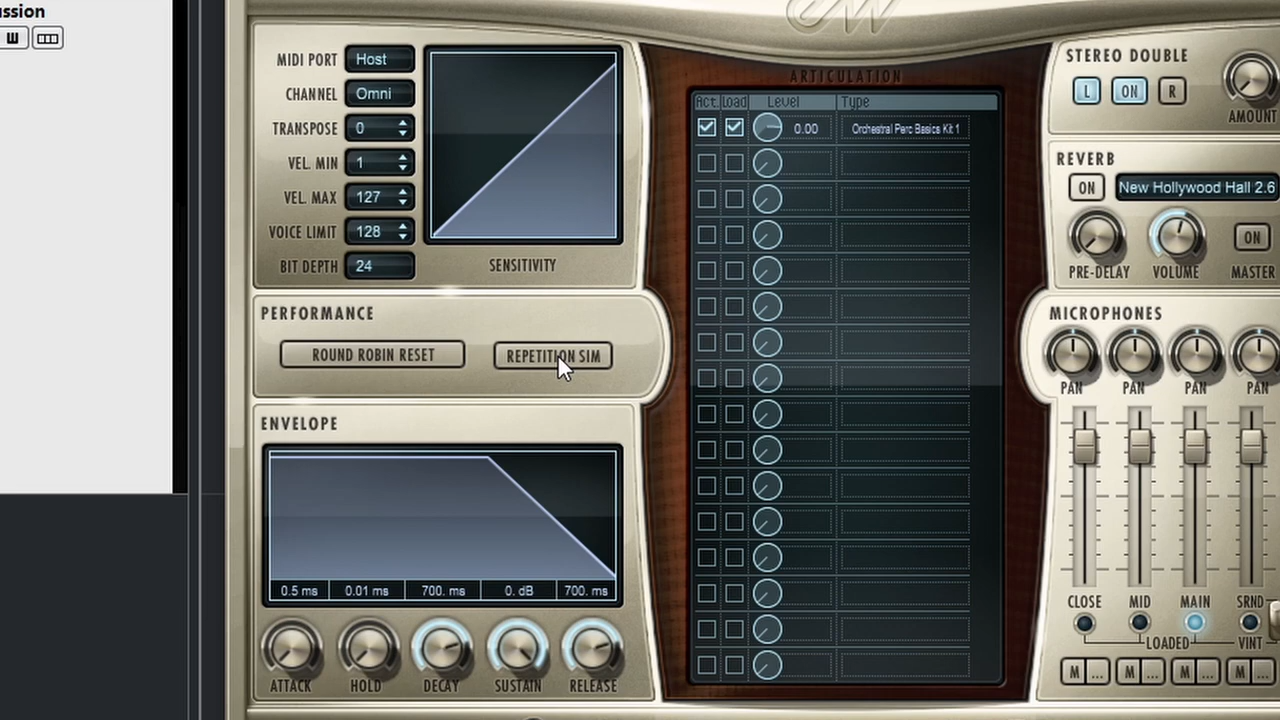 ssion
MIDI PORT Host
CHANNEL Omni
TRANSPOSE 0
VEL. MIN 1
VEL. MAX 127
VOICE LIMIT 128
BIT DEPTH 24
SENSITIVITY
PERFORMANCE
ROUND ROBIN RESET REPETITION SIM
ENVELOPE
0.5 ms 0.01 ms 700. ms 0. dB 700. ms
ATTACK HOLD DECAY SUSTAIN RELEASE
ARTICULATION
Act. Load Level Type
0.00 Orchestral Perc Basics Kit 1
STEREO DOUBLE
L ON R
AMOUNT
REVERB
ON New Hollywood Hall 2.6
ON
PRE-DELAY VOLUME MASTER
MICROPHONES
PAN PAN PAN PAN
CLOSE MID MAIN SRND
LOADED VINT
M ... M ... M ... M ...